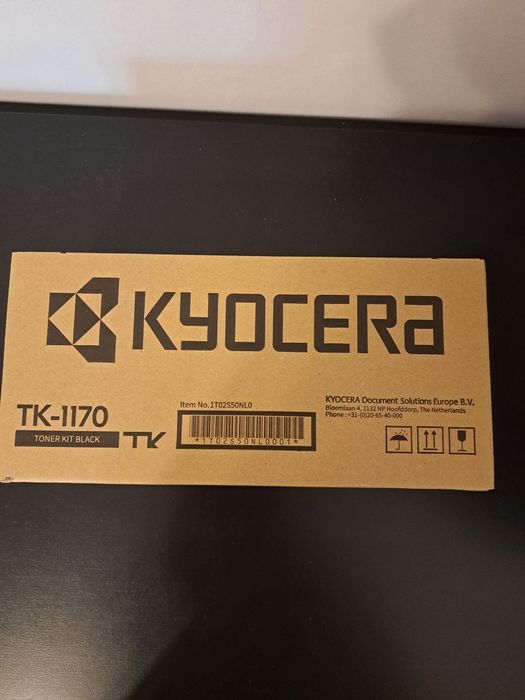 KYOCERA
TK-1170
TONER KIT BLACK
TK
Item No. 1T02S50NL0
*1T02S50NL0001*
KYOCERA Document Solutions Europe B.V.
Bloemlaan 4, 2132 NP Hoofddorp, The Netherlands
Phone : +31-(0)20-65-40-000